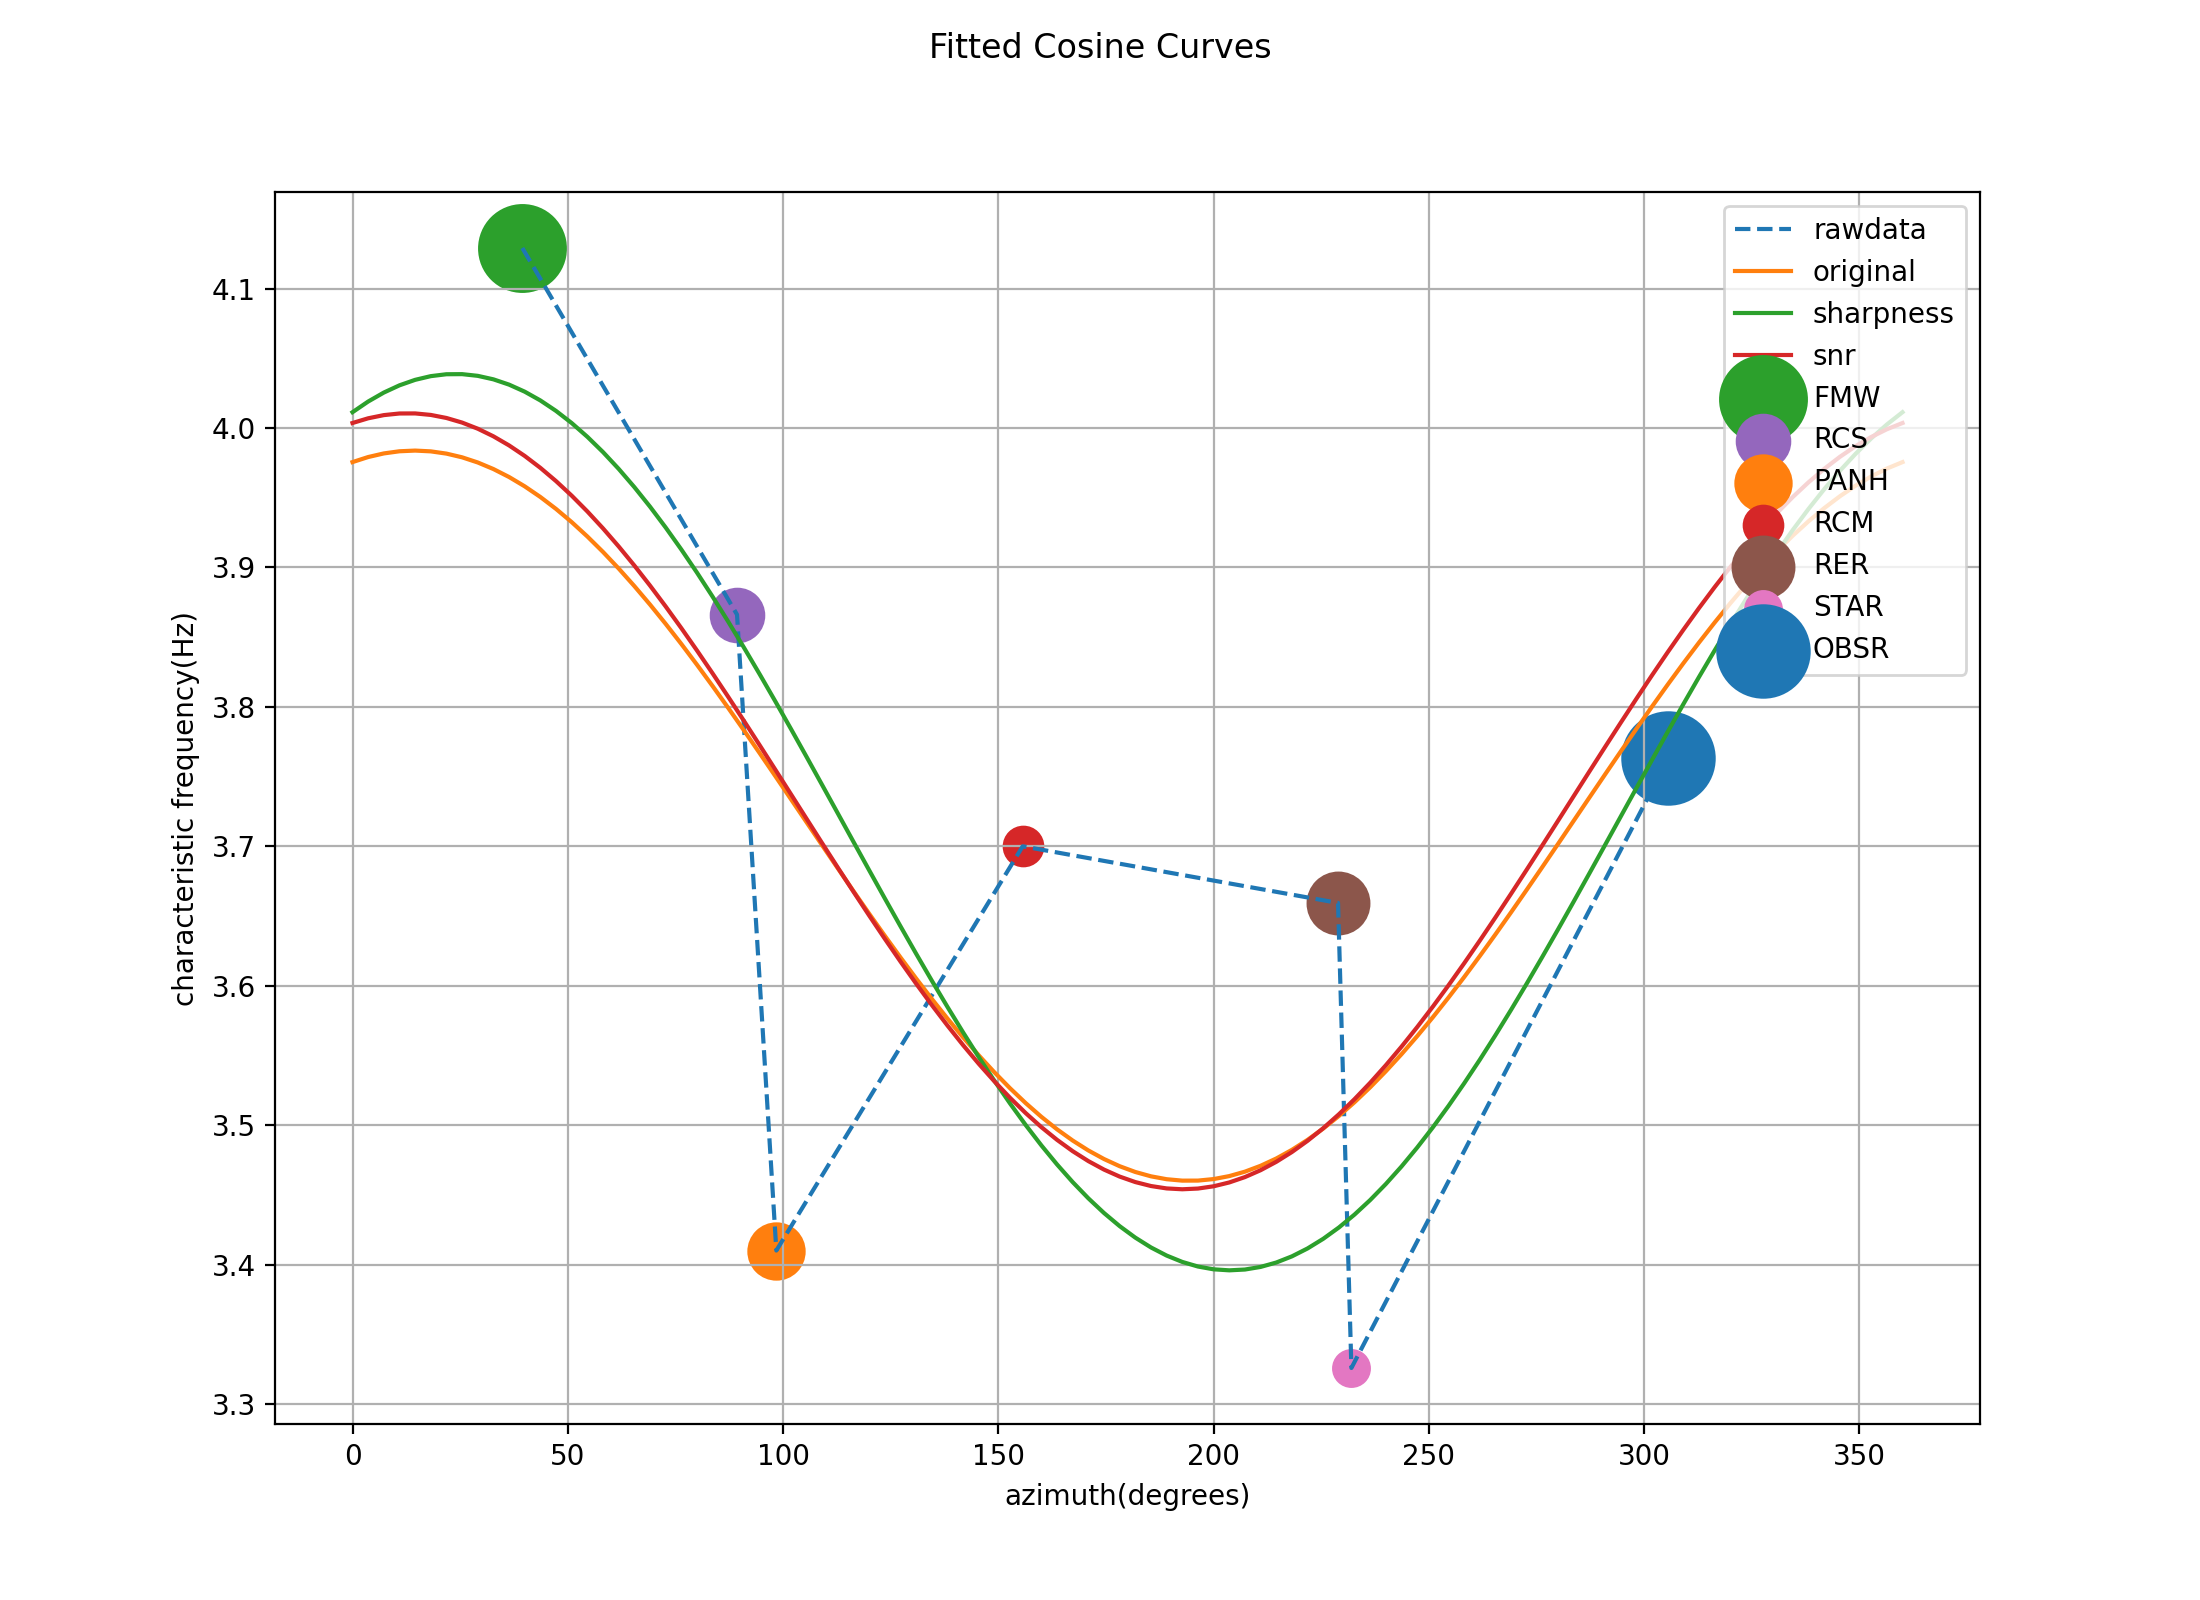 Fitted Cosine Curves
rawdata
original
sharpness
snr
FMW
RCS
PANH
RCM
RER
STAR
OBSR
characteristic frequency(Hz)
4.1
4.0
3.9
3.8
3.7
3.6
3.5
3.4
3.3
0 50 100 150 200 250 300 350
azimuth(degrees)